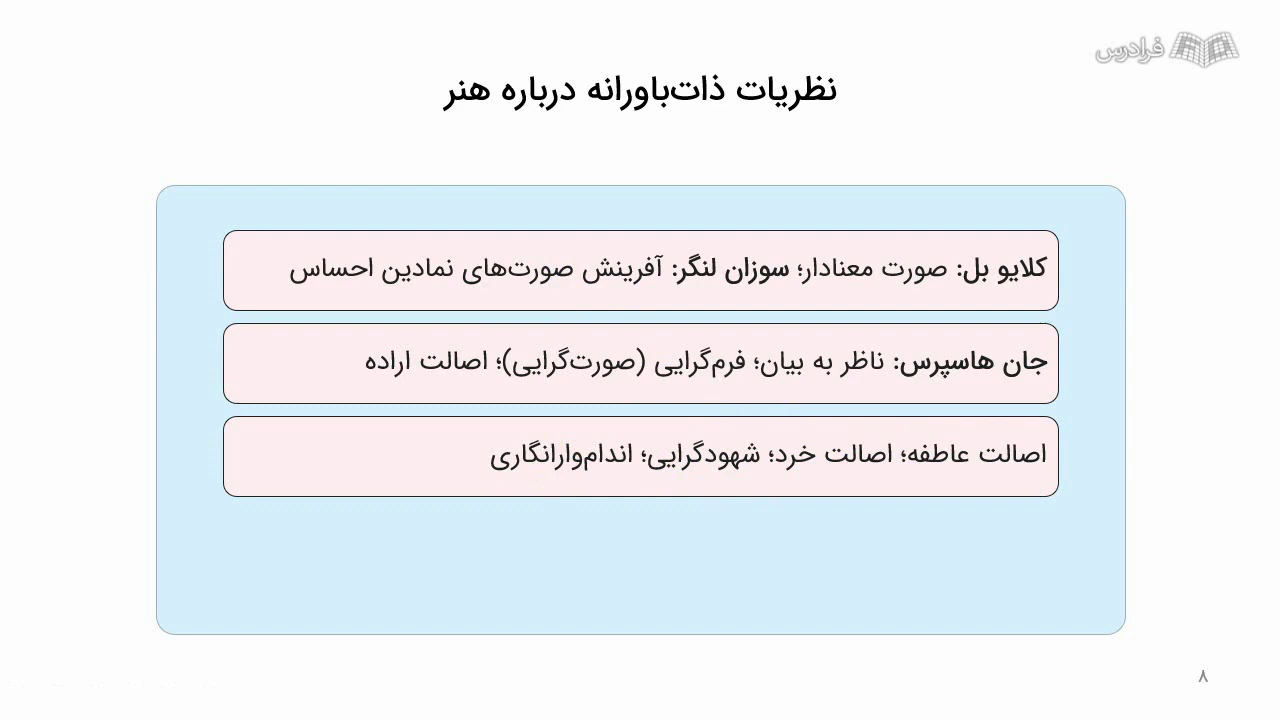 فرادرس
نظریات ذات‌باورانه درباره هنر
کلایو بل: صورت معنادار؛ سوزان لنگر: آفرینش صورت‌های نمادین احساس
جان هاسپرس: ناظر به بیان؛ فرم‌گرایی (صورت‌گرایی)؛ اصالت اراده
اصالت عاطفه؛ اصالت خرد؛ شهودگرایی؛ اندام‌وارانگاری
۸